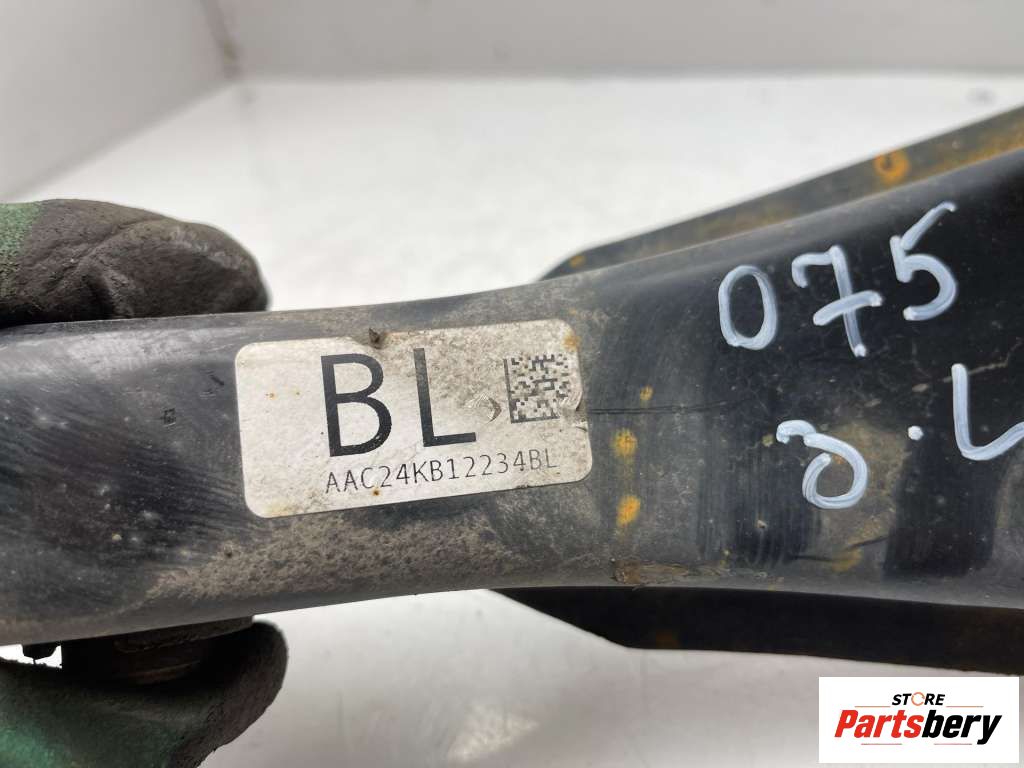 BL
AAC24KB12234BL
075
STORE
Partsbery